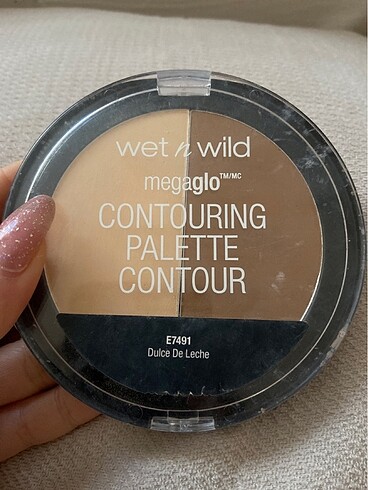 wet n wild
megaglo™/MC
CONTOURING
PALETTE
CONTOUR
E7491
Dulce De Leche